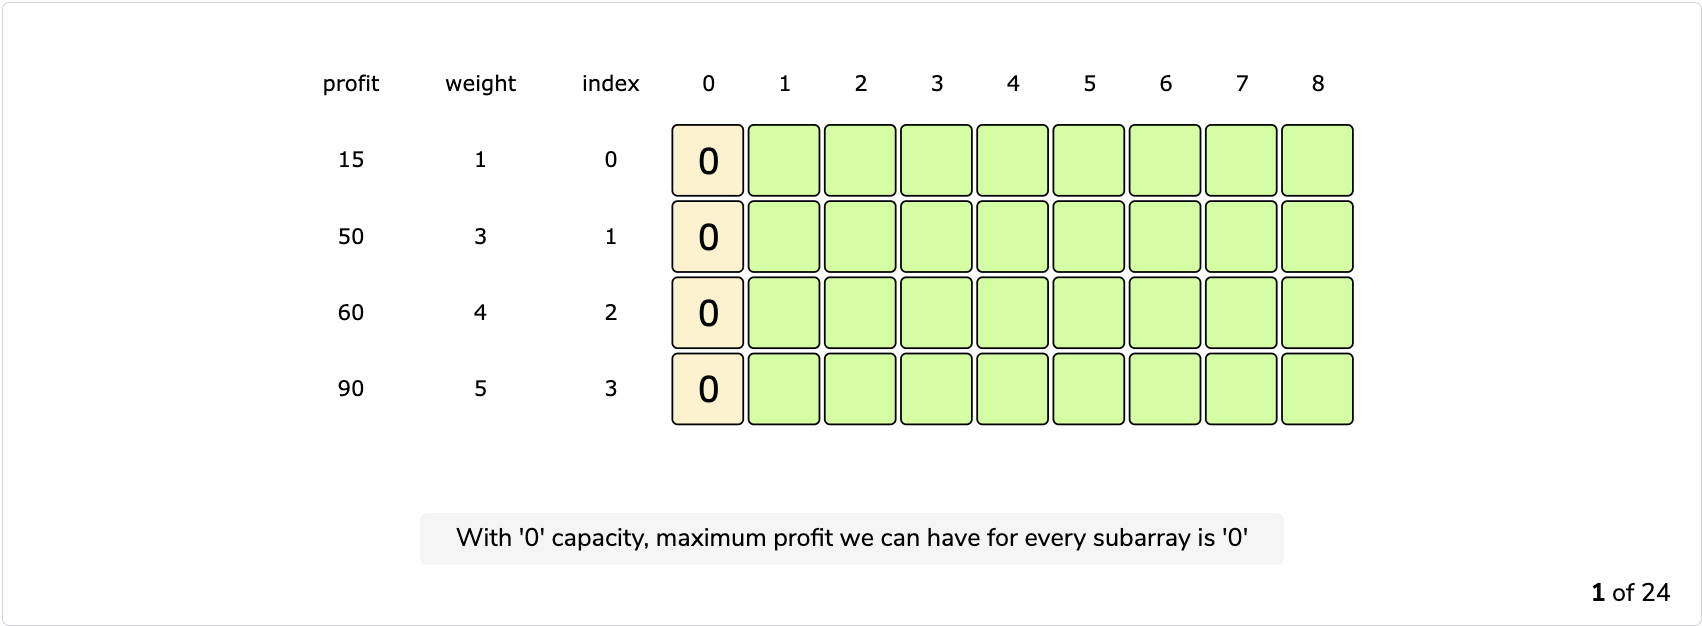 profit weight index 0 1 2 3 4 5 6 7 8
15 1 0 0
50 3 1 0
60 4 2 0
90 5 3 0
With '0' capacity, maximum profit we can have for every subarray is '0'
1 of 24